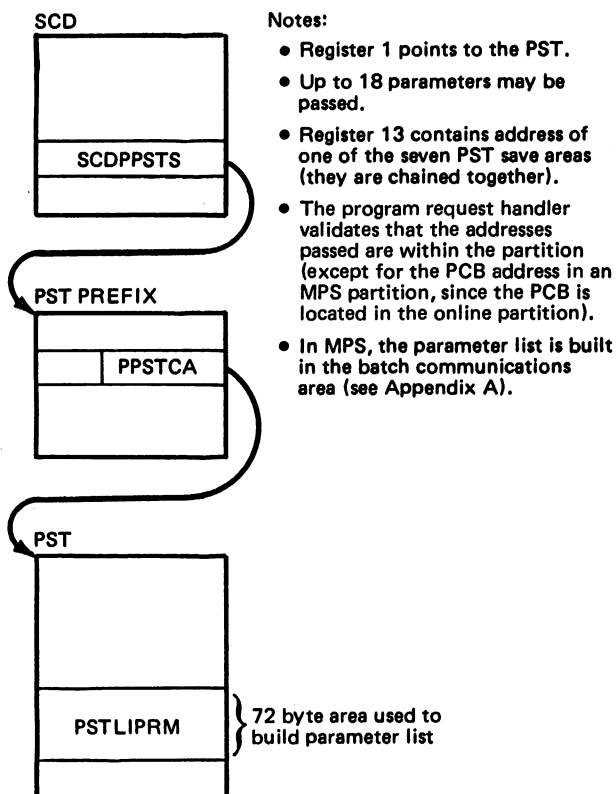 SCD
SCDPPSTS
PST PREFIX
PPSTCA
PST
PSTLIPRM
72 byte area used to
build parameter list
Notes:
• Register 1 points to the PST.
• Up to 18 parameters may be
passed.
• Register 13 contains address of
one of the seven PST save areas
(they are chained together).
• The program request handler
validates that the addresses
passed are within the partition
(except for the PCB address in an
MPS partition, since the PCB is
located in the online partition).
• In MPS, the parameter list is built
in the batch communications
area (see Appendix A).